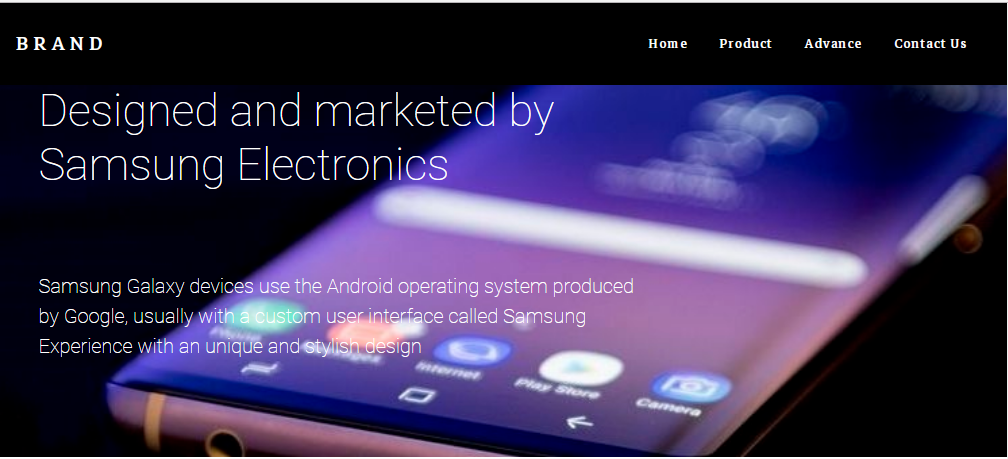 BRAND
Home Product Advance Contact Us
Designed and marketed by
Samsung Electronics
Samsung Galaxy devices use the Android operating system produced
by Google, usually with a custom user interface called Samsung
Experience with an unique and stylish design
Phone
Internet
Play Store
Camera